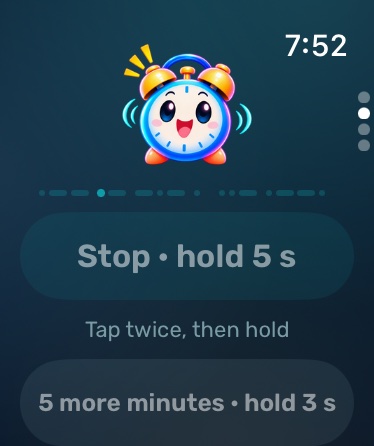 7:52
Stop • hold 5 s
Tap twice, then hold
5 more minutes • hold 3 s